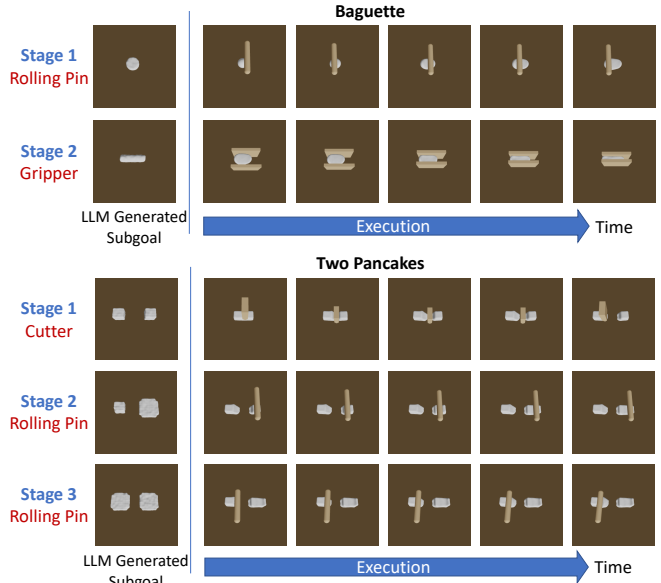 Baguette
Stage 1
Rolling Pin
Stage 2
Gripper
LLM Generated
Subgoal
Execution
Time
Two Pancakes
Stage 1
Cutter
Stage 2
Rolling Pin
Stage 3
Rolling Pin
LLM Generated
Subgoal
Execution
Time